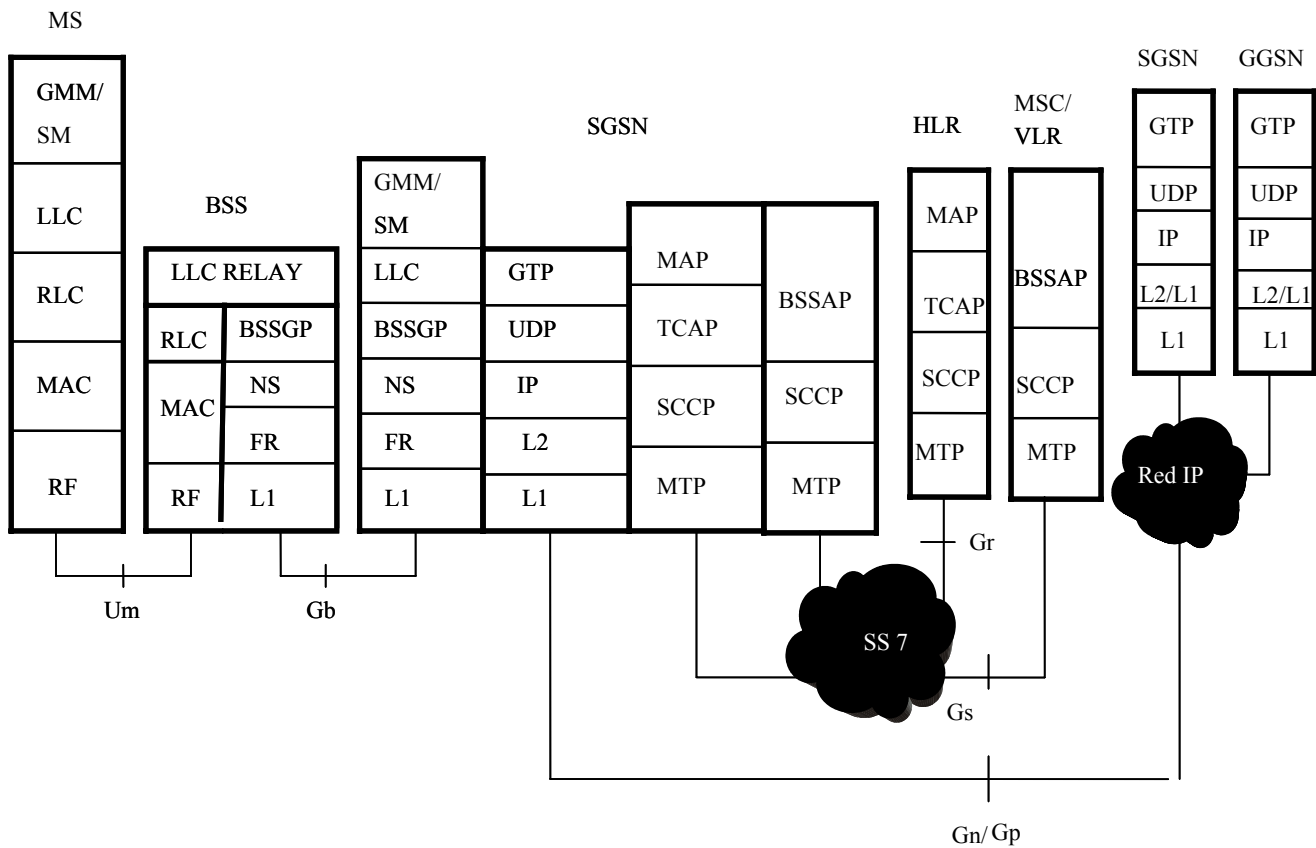 MS
GMM/
SM
LLC
RLC
MAC
RF
BSS
LLC RELAY
RLC
MAC
RF
BSSGP
NS
FR
L1
SGSN
GMM/
SM
LLC
BSSGP
NS
FR
L1
GTP
UDP
IP
L2
L1
MAP
TCAP
SCCP
MTP
BSSAP
SCCP
MTP
HLR
MAP
TCAP
SCCP
MTP
MSC/
VLR
BSSAP
SCCP
MTP
SGSN
GTP
UDP
IP
L2/L1
L1
GGSN
GTP
UDP
IP
L2/L1
L1
Um
Gb
Gr
SS 7
Gs
Red IP
Gn/ Gp